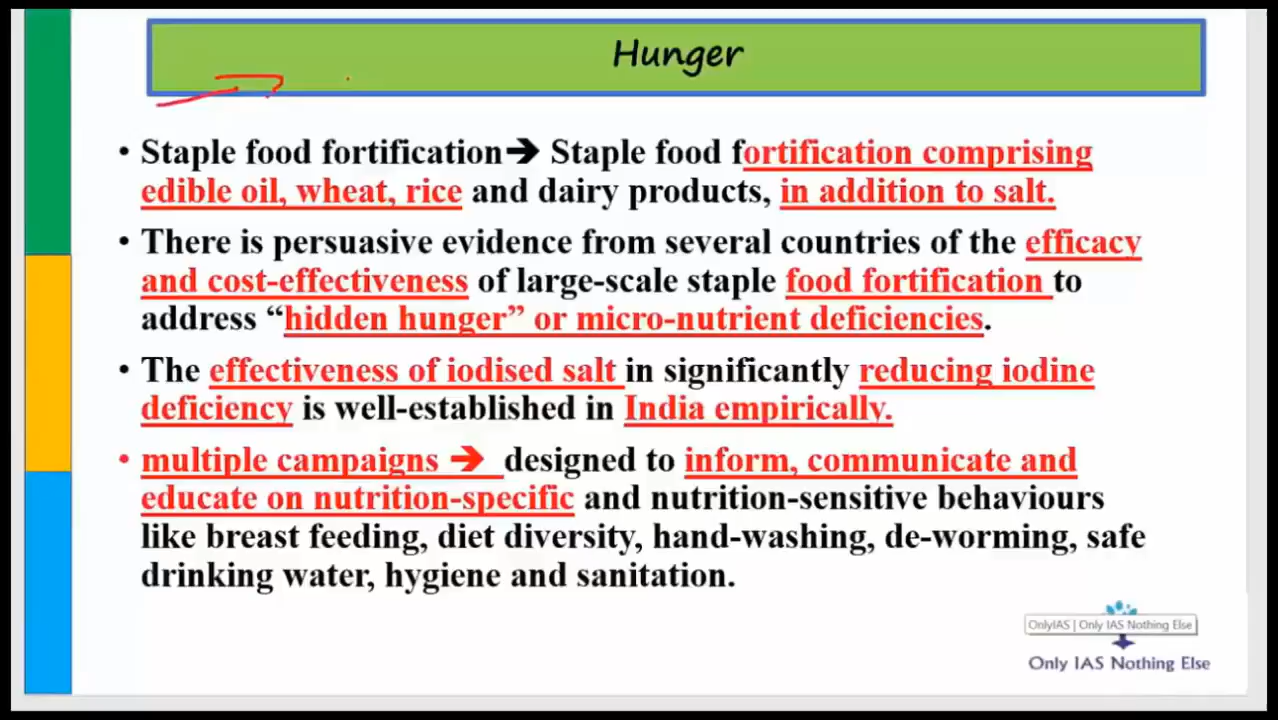 Hunger
• Staple food fortification➔ Staple food fortification comprising
edible oil, wheat, rice and dairy products, in addition to salt.
• There is persuasive evidence from several countries of the efficacy
and cost-effectiveness of large-scale staple food fortification to
address “hidden hunger” or micro-nutrient deficiencies.
• The effectiveness of iodised salt in significantly reducing iodine
deficiency is well-established in India empirically.
• multiple campaigns ➔ designed to inform, communicate and
educate on nutrition-specific and nutrition-sensitive behaviours
like breast feeding, diet diversity, hand-washing, de-worming, safe
drinking water, hygiene and sanitation.
OnlyIAS | Only IAS Nothing Else
Only IAS Nothing Else